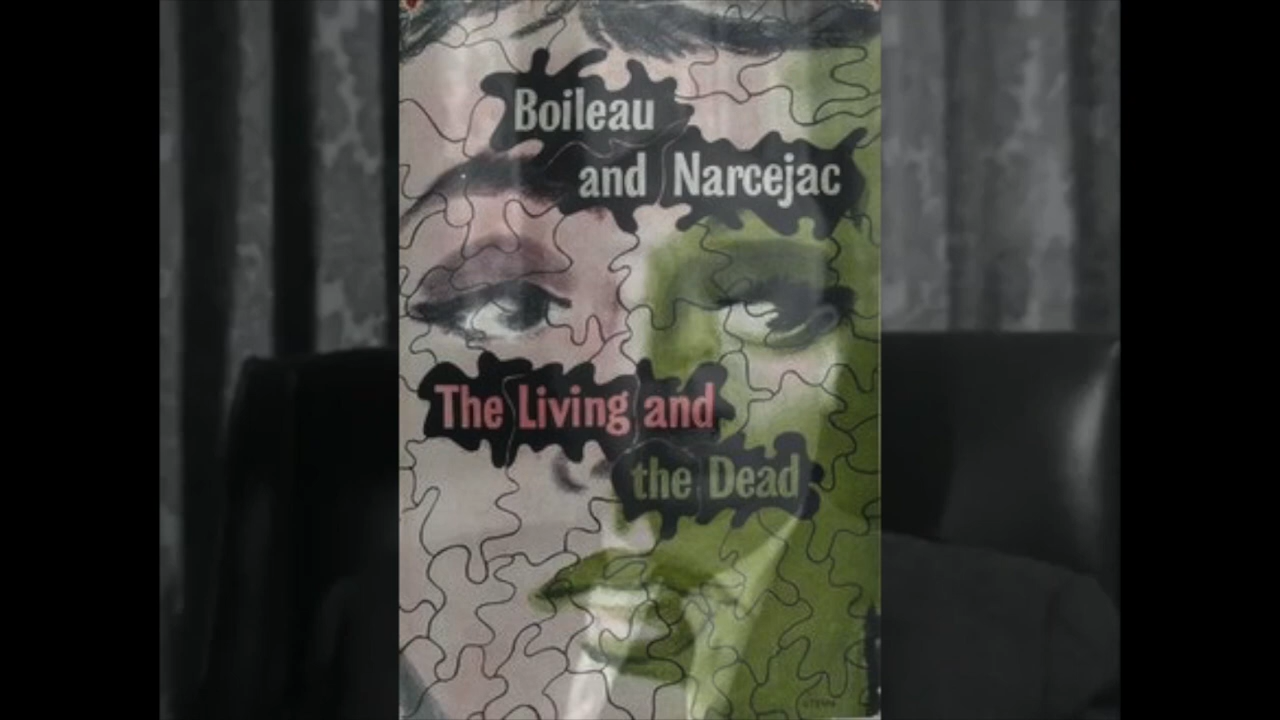 Boileau
and Narcejac
The Living and
the Dead